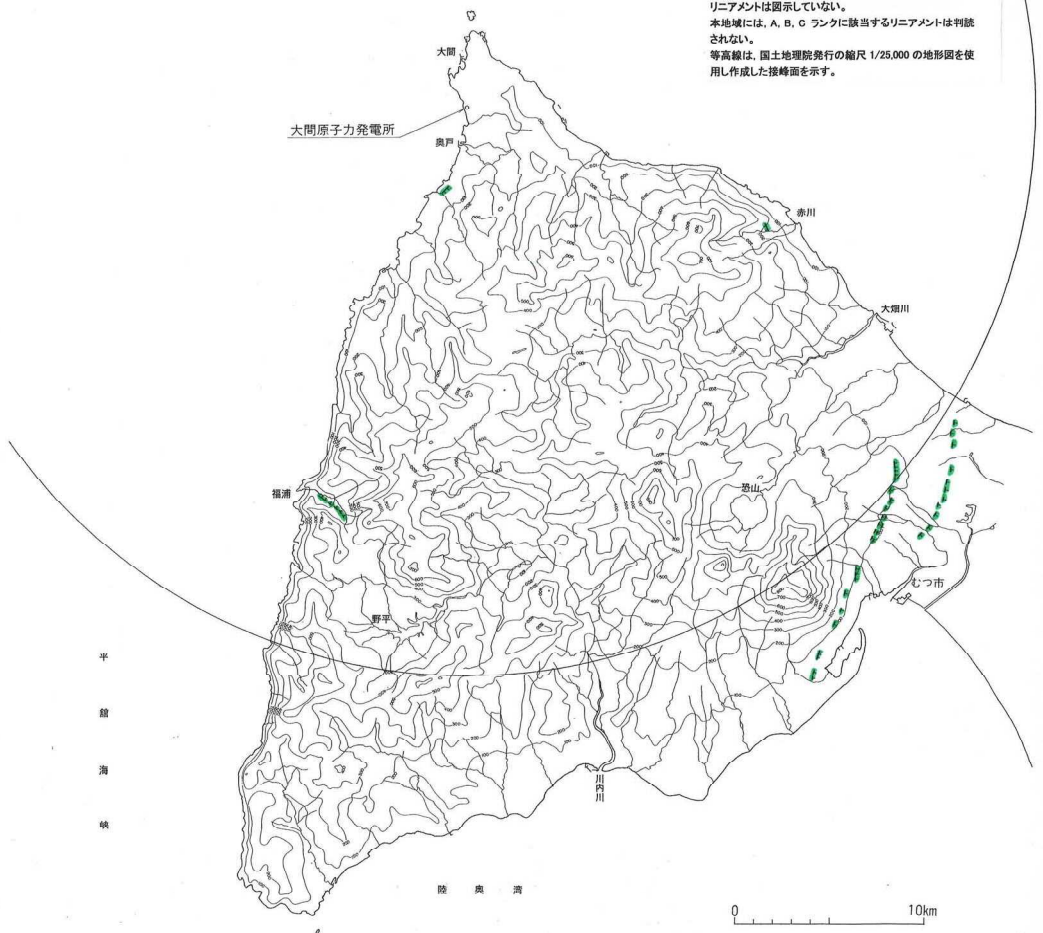 リニアメントは図示していない。
本地域には, A, B, C ランクに該当するリニアメントは判読
されない。
等高線は, 国土地理院発行の縮尺 1/25,000 の地形図を使
用し作成した接峰面を示す。
大間
大間原子力発電所
奥戸
赤川
大畑川
福浦
恐山
むつ市
野平
平舘海峡
川内川
陸奥湾
0 10km